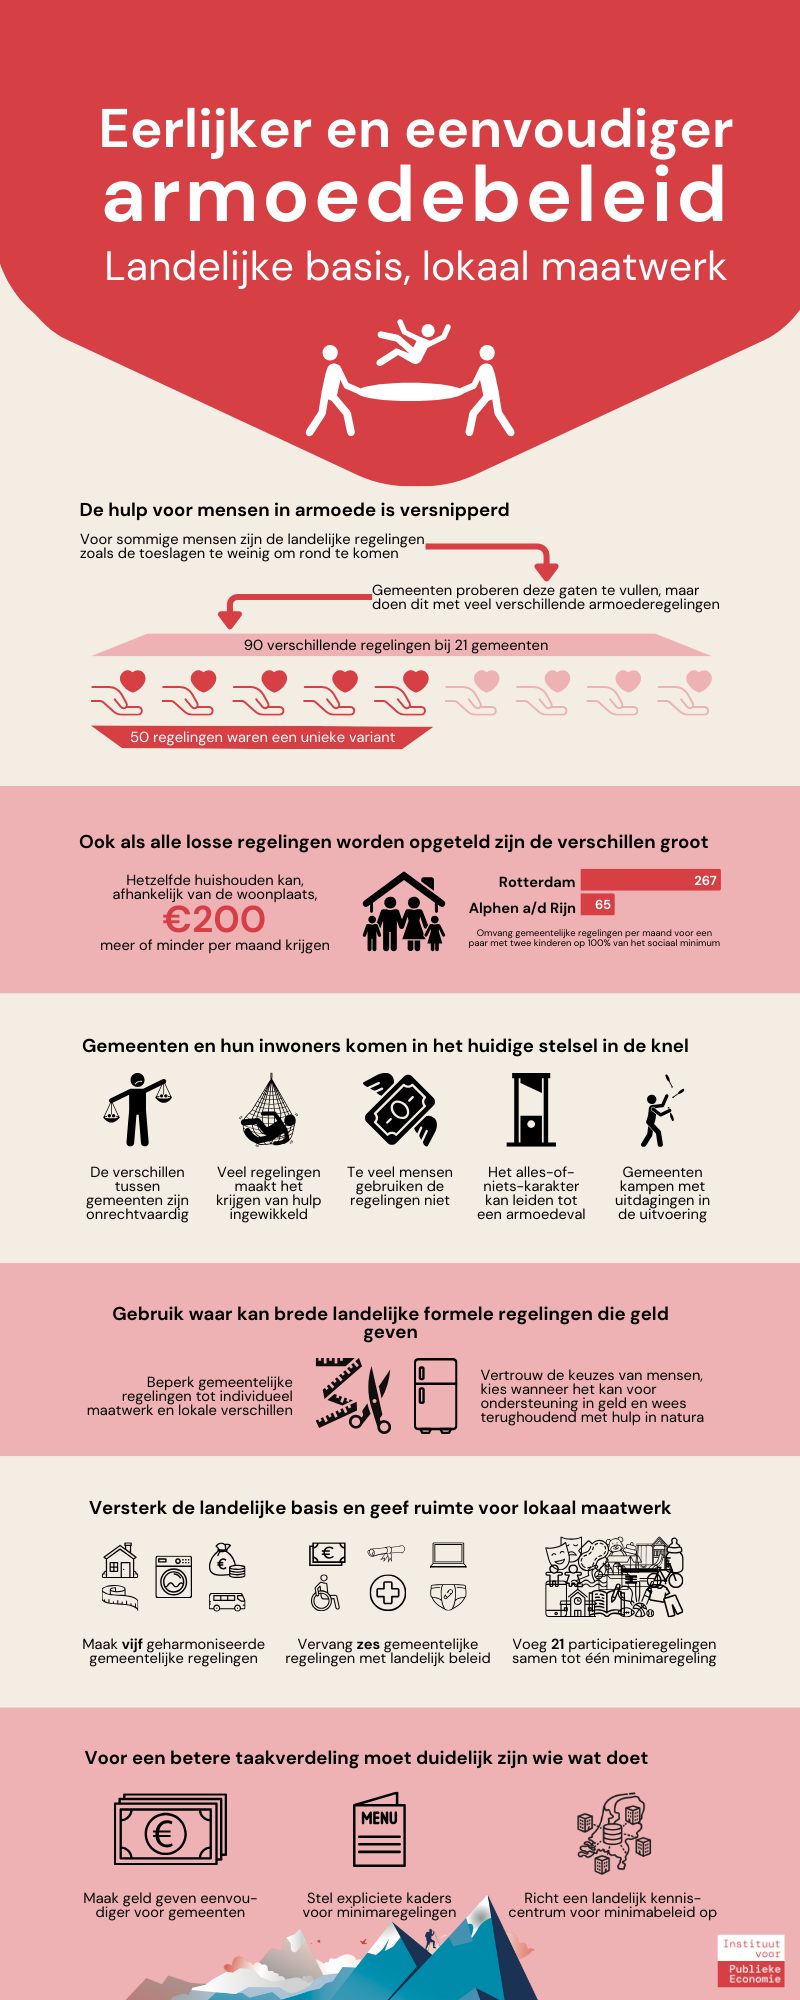 Eerlijker en eenvoudiger
armoedebeleid
Landelijke basis, lokaal maatwerk
De hulp voor mensen in armoede is versnipperd
Voor sommige mensen zijn de landelijke regelingen
zoals de toeslagen te weinig om rond te komen
Gemeenten proberen deze gaten te vullen, maar
doen dit met veel verschillende armoederegelingen
90 verschillende regelingen bij 21 gemeenten
50 regelingen waren een unieke variant
Ook als alle losse regelingen worden opgeteld zijn de verschillen groot
Hetzelfde huishouden kan,
afhankelijk van de woonplaats,
€200
meer of minder per maand krijgen
Rotterdam 267
Alphen a/d Rijn 65
Omvang gemeentelijke regelingen per maand voor een
paar met twee kinderen op 100% van het sociaal minimum
Gemeenten en hun inwoners komen in het huidige stelsel in de knel
De verschillen
tussen
gemeenten zijn
onrechtvaardig
Veel regelingen
maakt het
krijgen van hulp
ingewikkeld
Te veel mensen
gebruiken de
regelingen niet
Het alles-of-
niets-karakter
kan leiden tot
een armoedeval
Gemeenten
kampen met
uitdagingen in
de uitvoering
Gebruik waar kan brede landelijke formele regelingen die geld
geven
Beperk gemeentelijke
regelingen tot individueel
maatwerk en lokale verschillen
Vertrouw de keuzes van mensen,
kies wanneer het kan voor
ondersteuning in geld en wees
terughoudend met hulp in natura
Versterk de landelijke basis en geef ruimte voor lokaal maatwerk
€
€
Maak vijf geharmoniseerde
gemeentelijke regelingen
Vervang zes gemeentelijke
regelingen met landelijk beleid
Voeg 21 participatieregelingen
samen tot één minimaregeling
Voor een betere taakverdeling moet duidelijk zijn wie wat doet
€
MENU
Maak geld geven eenvou-
diger voor gemeenten
Stel expliciete kaders
voor minimaregelingen
Richt een landelijk kennis-
centrum voor minimabeleid op
Instituut
voor
Publieke
Economie